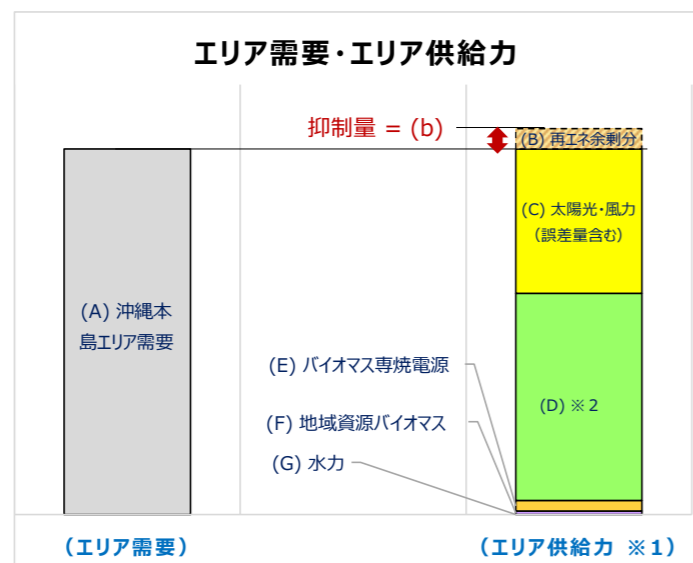 エリア需要・エリア供給力
抑制量 = (b)
(B) 再エネ余剰分
(C) 太陽光・風力
（誤差量含む）
(A) 沖縄本
島エリア需要
(E) バイオマス専焼電源
(D) ※２
(F) 地域資源バイオマス
(G) 水力
（エリア需要）
（エリア供給力 ※1）